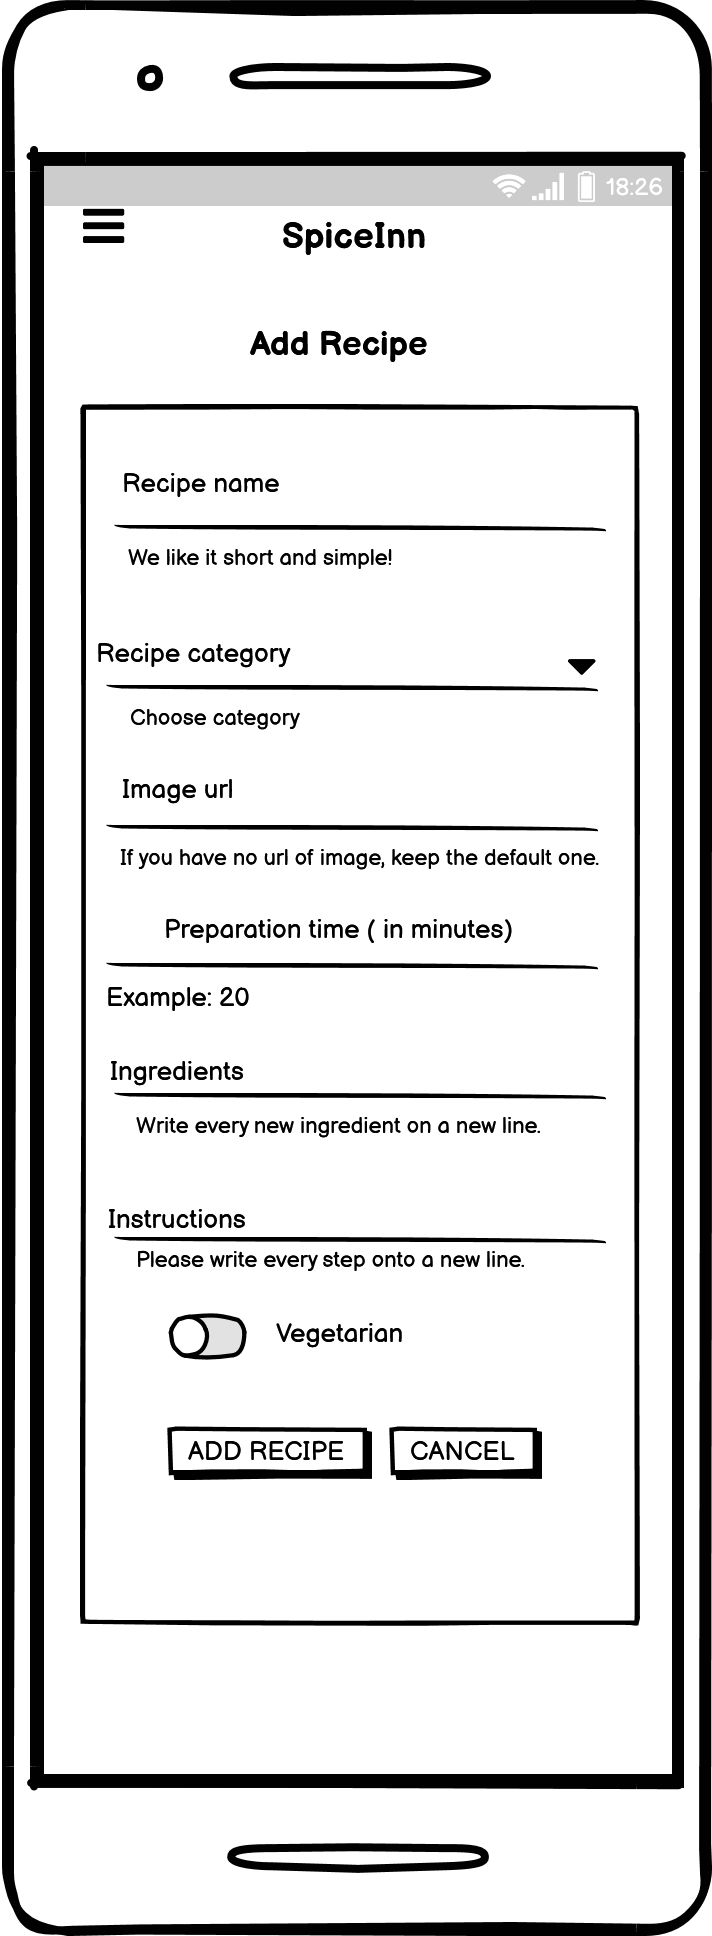 18:26
SpiceInn
Add Recipe
Recipe name
We like it short and simple!
Recipe category
Choose category
Image url
If you have no url of image, keep the default one.
Preparation time ( in minutes)
Example: 20
Ingredients
Write every new ingredient on a new line.
Instructions
Please write every step onto a new line.
Vegetarian
ADD RECIPE CANCEL